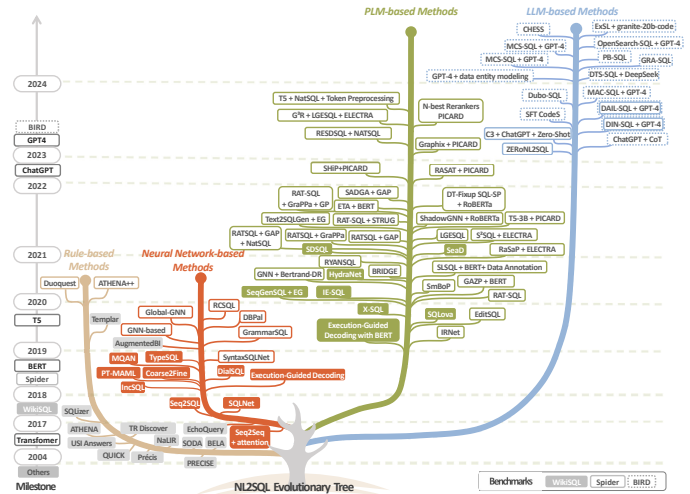 PLM-based Methods
LLM-based Methods
CHESS
ExSL + granite-20b-code
MCS-SQL + GPT-4
OpenSearch-SQL + GPT-4
MCS-SQL + GPT-4
PB-SQL
GRA-SQL
GPT-4 + data entity modeling
DTS-SQL + DeepSeek
2024
Dubo-SQL
MAC-SQL + GPT-4
T5 + NatSQL + Token Preprocessing
N-best Rerankers
PICARD
DAIL-SQL + GPT-4
G³R + LGESQL + ELECTRA
SFT CodeS
DIN-SQL + GPT-4
BIRD
RESDSQL + NATSQL
C3 + ChatGPT + Zero-Shot
ChatGPT + CoT
GPT4
Graphix + PICARD
ZERoNL2SQL
2023
ChatGPT
SHiP+PICARD
RASAT + PICARD
2022
RAT-SQL
+ GraPPa + GP
SADGA + GAP
DT-Fixup SQL-SP
+ RoBERTa
ETA + BERT
Text2SQLGen + EG
RAT-SQL + STRUG
ShadowGNN + RoBERTa
T5-3B + PICARD
RATSQL + GAP
+ NatSQL
RATSQL + GraPPa
RATSQL + GAP
LGESQL
S²SQL + ELECTRA
2021
Rule-based
Methods
Neural Network-based
Methods
SDSQL
SeaD
RaSaP + ELECTRA
RYANSQL
GNN + Bertrand-DR
HydraNet
BRIDGE
SLSQL + BERT+ Data Annotation
Duoquest
ATHENA++
SeqGenSQL + EG
IE-SQL
SmBoP
GAZP + BERT
RAT-SQL
2020
T5
Templar
Global-GNN
RCSQL
DBPal
X-SQL
SQLova
EditSQL
GNN-based
GrammarSQL
Execution-Guided
Decoding with BERT
IRNet
AugmentedBI
2019
MQAN
TypeSQL
SyntaxSQLNet
BERT
PT-MAML
Coarse2Fine
DialSQL
Execution-Guided Decoding
Spider
IncSQL
2018
WikiSQL
SQLizer
Seq2SQL
SQLNet
2017
ATHENA
TR Discover
EchoQuery
Seq2Seq
+ attention
Transfomer
USI Answers
NaLIR
SODA
BELA
2004
QUICK
Précis
PRECISE
Others
Milestone
NL2SQL Evolutionary Tree
Benchmarks
WikiSQL
Spider
BIRD